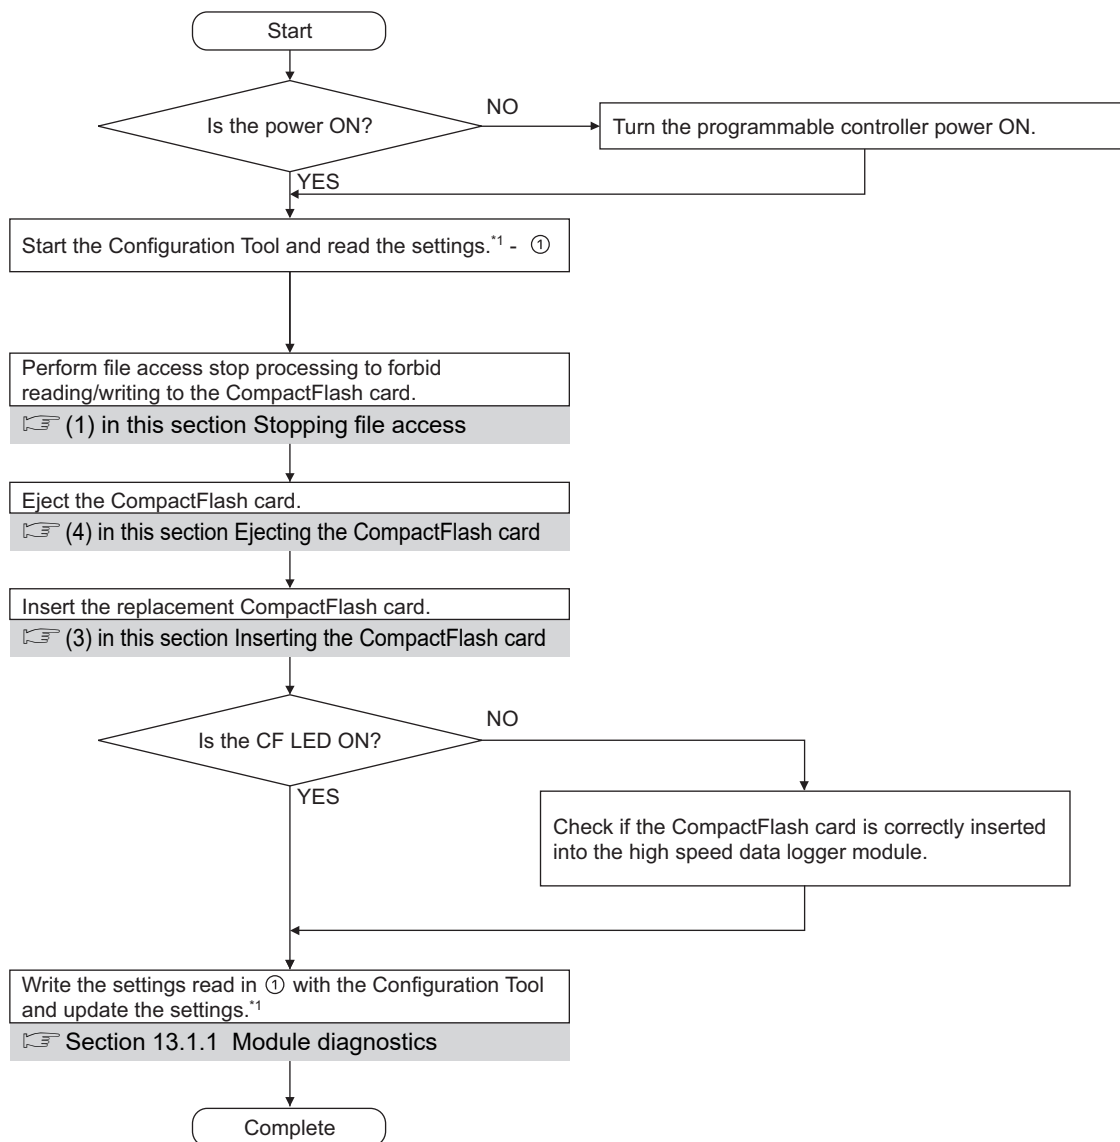 Start
Is the power ON?
NO
Turn the programmable controller power ON.
YES
Start the Configuration Tool and read the settings.*1 - ①
Perform file access stop processing to forbid
reading/writing to the CompactFlash card.
☞ (1) in this section Stopping file access
Eject the CompactFlash card.
☞ (4) in this section Ejecting the CompactFlash card
Insert the replacement CompactFlash card.
☞ (3) in this section Inserting the CompactFlash card
Is the CF LED ON?
NO
YES
Check if the CompactFlash card is correctly inserted
into the high speed data logger module.
Write the settings read in ① with the Configuration Tool
and update the settings.*1
☞ Section 13.1.1 Module diagnostics
Complete